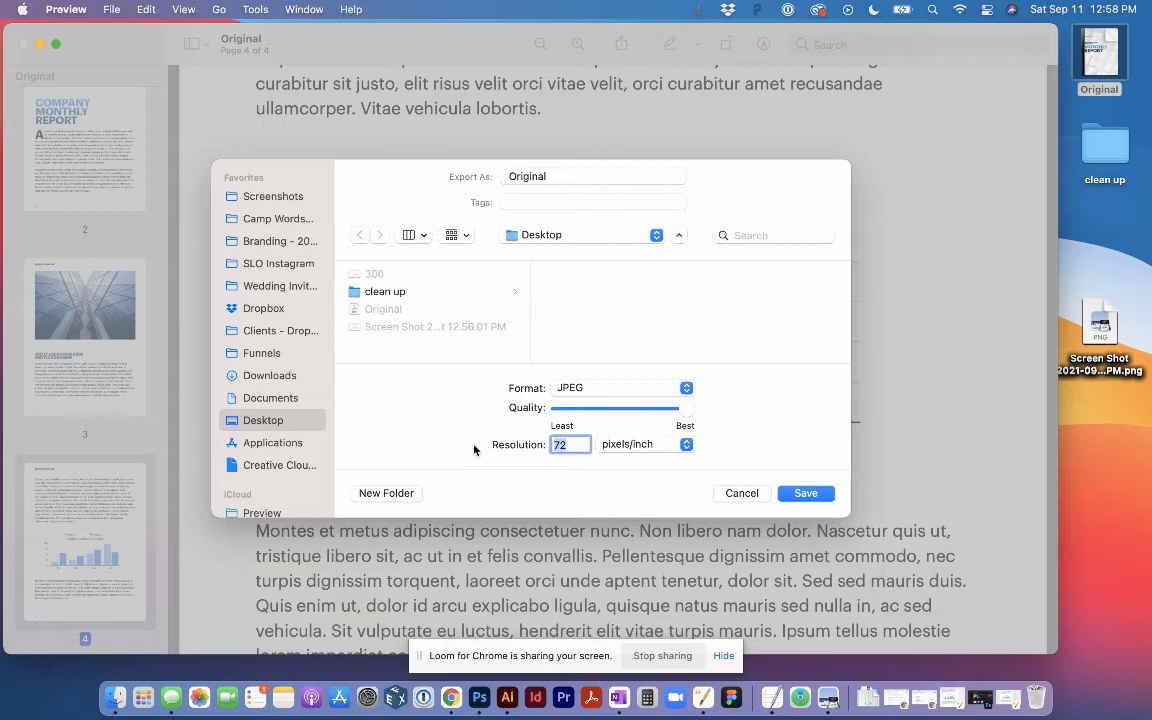 Preview File Edit View Go Tools Window Help Sat Sep 11 12:58 PM
Original
Page 4 of 4
Search
Original
COMPANY
MONTHLY
REPORT
2
3
4
curabitur sit justo, elit risus velit orci vitae velit, orci curabitur amet recusandae
ullamcorper. Vitae vehicula lobortis.
Favorites
Screenshots
Camp Words...
Branding - 20...
SLO Instagram
Wedding Invit...
Dropbox
Clients - Drop...
Funnels
Downloads
Documents
Desktop
Applications
Creative Clou...
iCloud
Preview
Export As: Original
Tags:
Desktop
Search
300
clean up
Original
Screen Shot 2...t 12.56.01 PM
Format: JPEG
Quality:
Least Best
Resolution: 72 pixels/inch
New Folder Cancel Save
Montes et metus adipiscing consectetuer nunc. Non libero nam dolor. Nascetur quis ut,
tristique libero sit, ac ut in et felis convallis. Pellentesque dignissim amet commodo, nec
turpis dignissim torquent, laoreet orci unde aptent tenetur, dolor sit. Sed sed mauris duis.
Quis enim ut, dolor id arcu explicabo ligula, quisque natus mauris sed nulla in, ac sed
vehicula. Sit vulputate eu luctus, hendrerit elit vitae turpis mauris. Ipsum tellus molestie
Loom for Chrome is sharing your screen. Stop sharing Hide
Original
clean up
PNG
Screen Shot
2021-09...PM.png
Ps Ai Id Pr